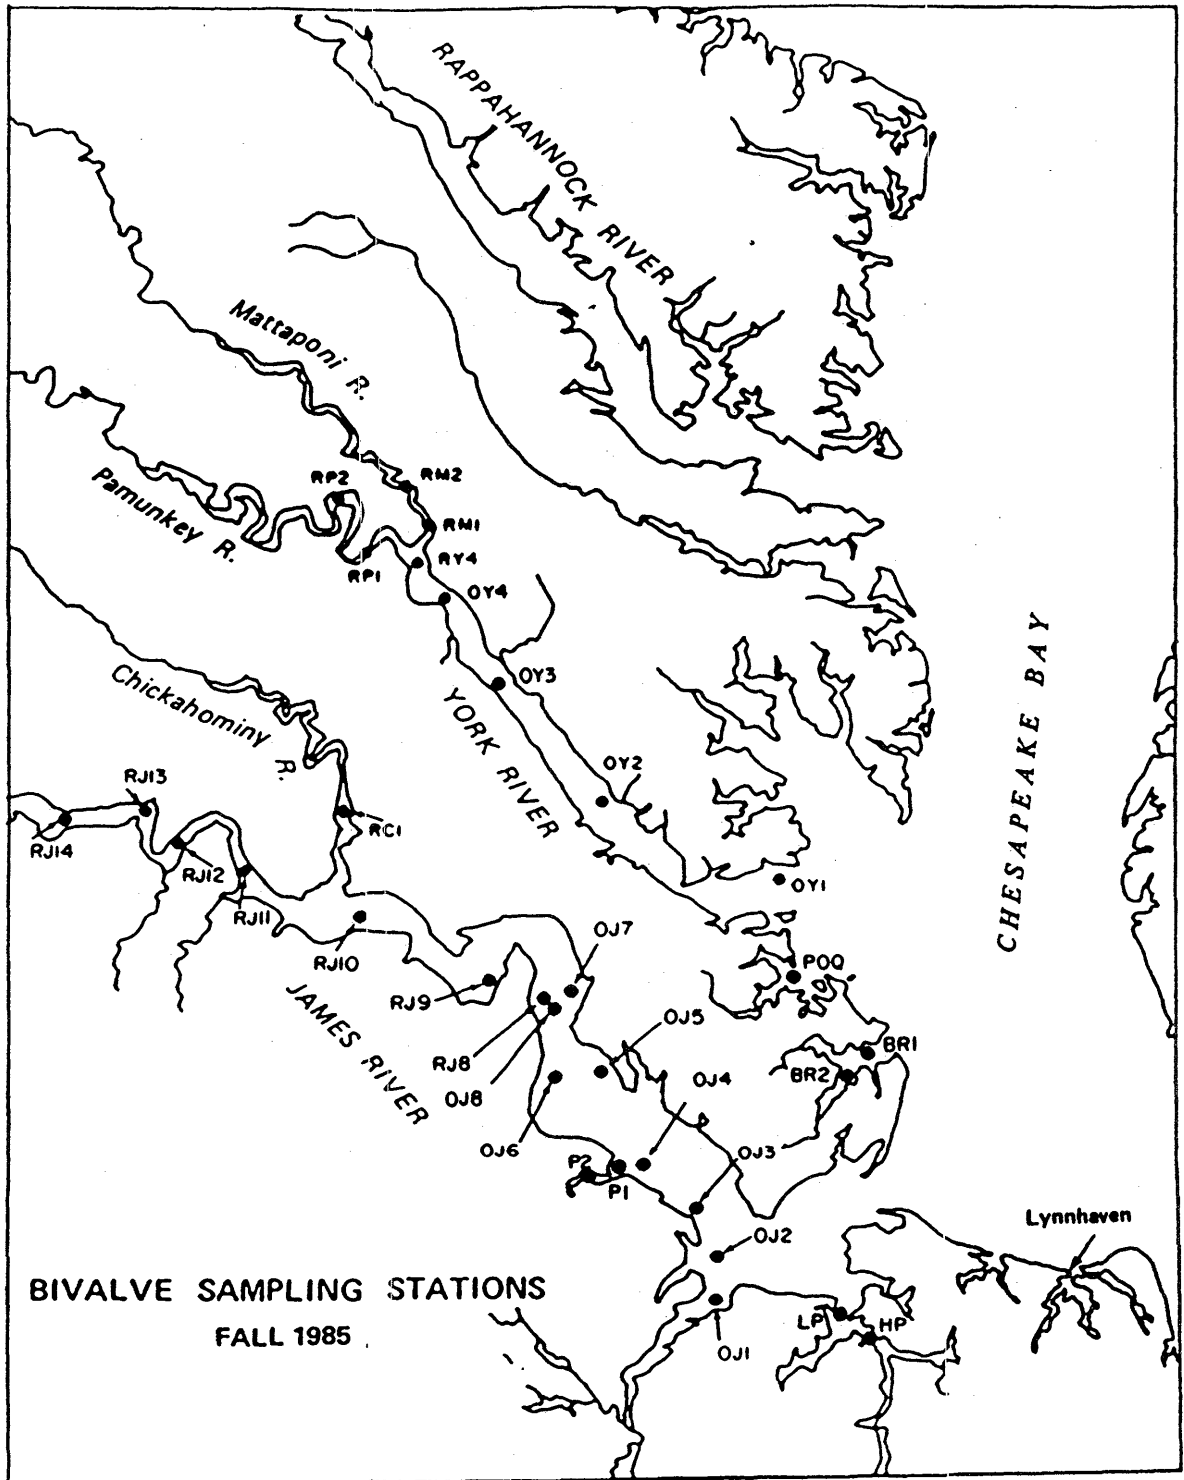 RAPPAHANNOCK RIVER
Mattaponi R.
RP2
RM2
Pamunkey R.
RM1
RP1
RY4
OY4
CHESAPEAKE BAY
OY3
Chickahominy R.
YORK RIVER
OY2
RJ13
RC1
RJ14
RJ12
OY1
RJ11
OJ7
RJ10
POQ
RJ9
JAMES RIVER
OJ5
BR1
RJ8
BR2
OJ4
OJ8
OJ6
OJ3
P2
P1
Lynnhaven
OJ2
BIVALVE SAMPLING STATIONS
FALL 1985
LP
HP
OJ1